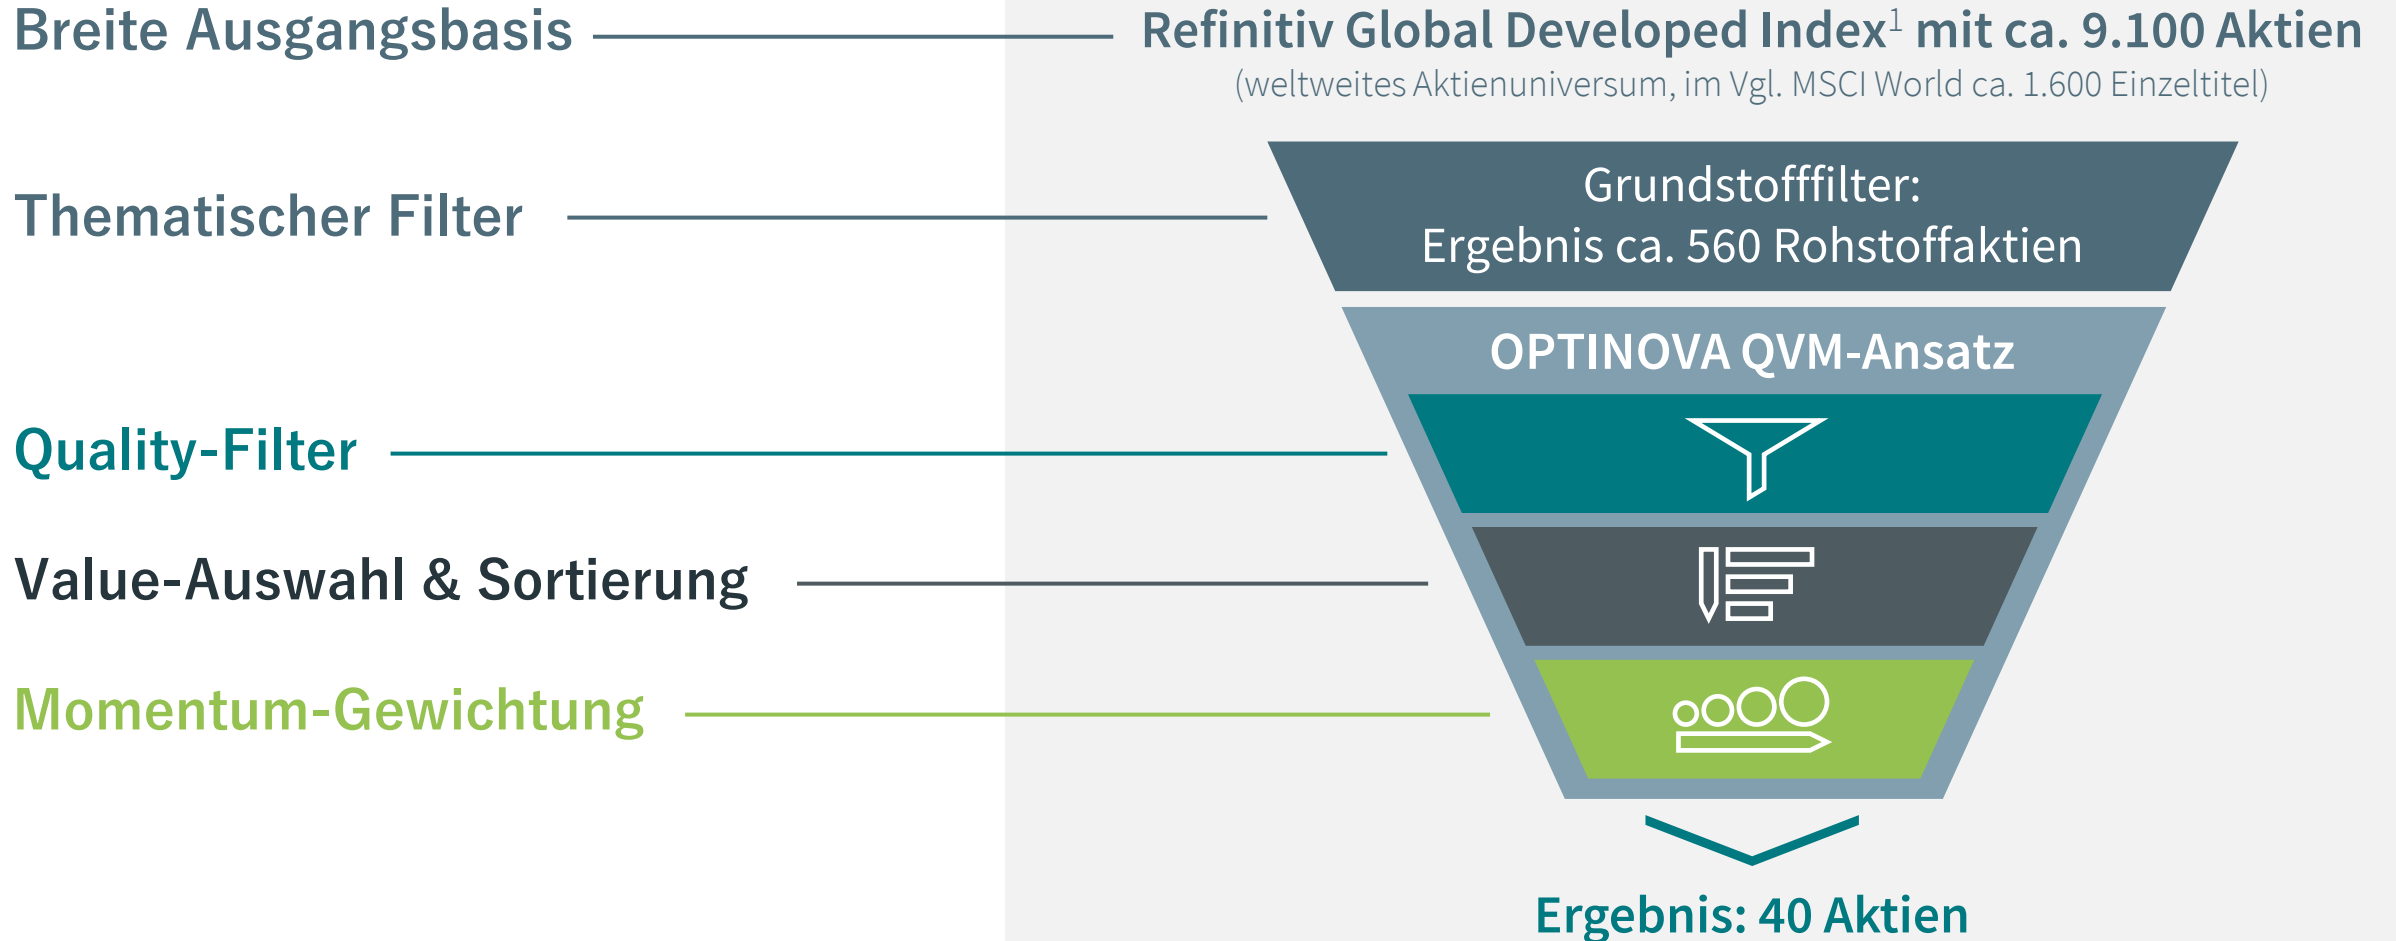 Breite Ausgangsbasis
Refinitiv Global Developed Index¹ mit ca. 9.100 Aktien
(weltweites Aktienuniversum, im Vgl. MSCI World ca. 1.600 Einzeltitel)
Thematischer Filter
Grundstofffilter:
Ergebnis ca. 560 Rohstoffaktien
OPTINOVA QVM-Ansatz
Quality-Filter
Value-Auswahl & Sortierung
Momentum-Gewichtung
Ergebnis: 40 Aktien